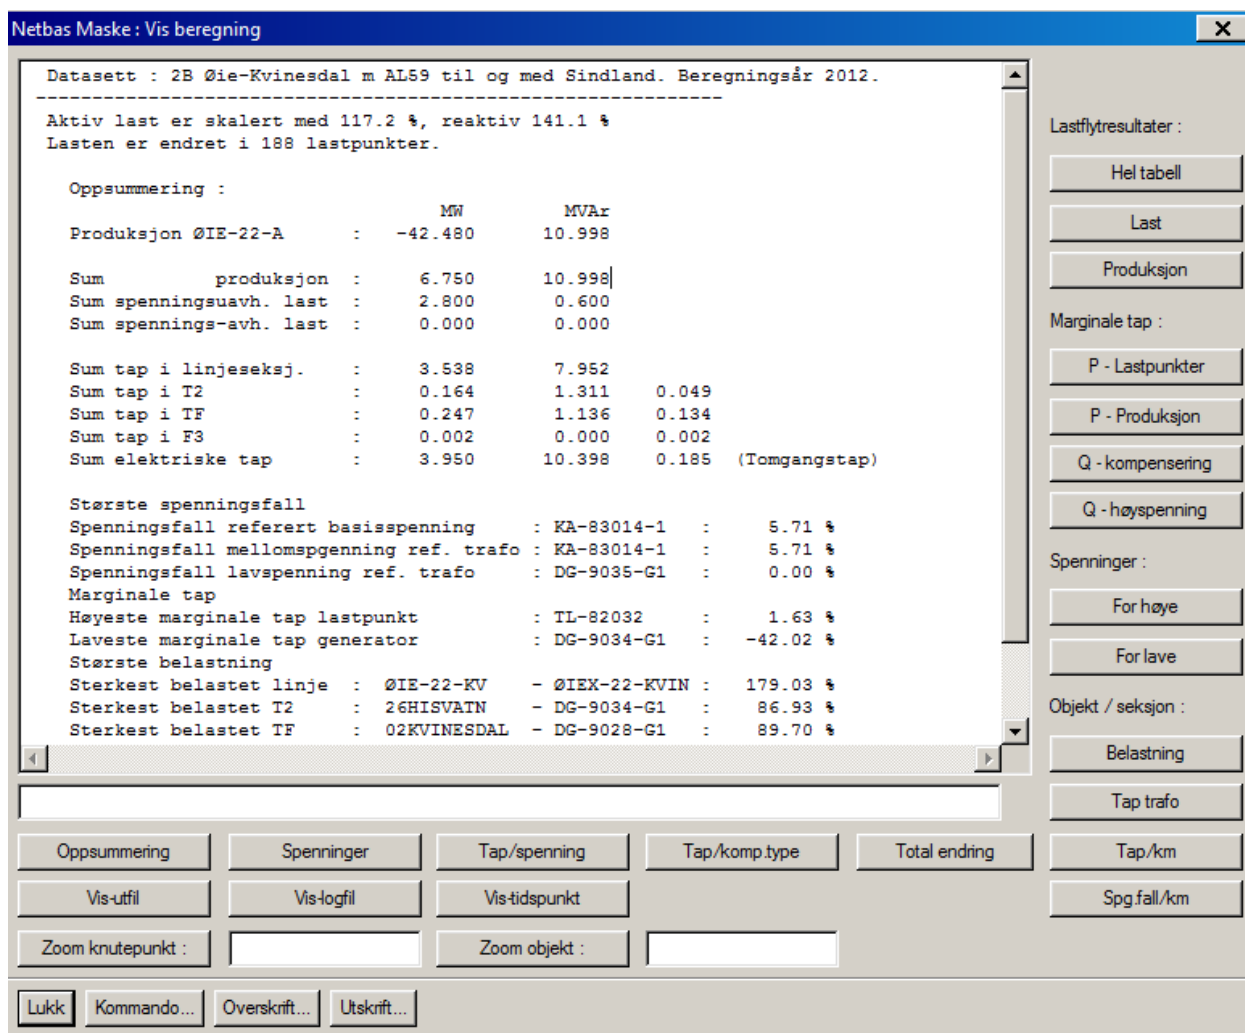 Netbas Maske : Vis beregning
Datasett : 2B Øie-Kvinesdal m AL59 til og med Sindland. Beregningsår 2012.
------------------------------------------------------------
Aktiv last er skalert med 117.2 %, reaktiv 141.1 %
Lasten er endret i 188 lastpunkter.
Oppsummering :
MW MVAr
Produksjon ØIE-22-A : -42.480 10.998
Sum produksjon : 6.750 10.998
Sum spenningsuavh. last : 2.800 0.600
Sum spennings-avh. last : 0.000 0.000
Sum tap i linjeseksj. : 3.538 7.952
Sum tap i T2 : 0.164 1.311 0.049
Sum tap i TF : 0.247 1.136 0.134
Sum tap i F3 : 0.002 0.000 0.002
Sum elektriske tap : 3.950 10.398 0.185 (Tomgangstap)
Største spenningsfall
Spenningsfall referert basisspenning : KA-83014-1 : 5.71 %
Spenningsfall mellomspgenning ref. trafo : KA-83014-1 : 5.71 %
Spenningsfall lavspenning ref. trafo : DG-9035-G1 : 0.00 %
Marginale tap
Høyeste marginale tap lastpunkt : TL-82032 : 1.63 %
Laveste marginale tap generator : DG-9034-G1 : -42.02 %
Største belastning
Sterkest belastet linje : ØIE-22-KV - ØIEX-22-KVIN : 179.03 %
Sterkest belastet T2 : 26HISVATN - DG-9034-G1 : 86.93 %
Sterkest belastet TF : 02KVINESDAL - DG-9028-G1 : 89.70 %
Lastflytresultater :
Hel tabell
Last
Produksjon
Marginale tap :
P - Lastpunkter
P - Produksjon
Q - kompensering
Q - høyspenning
Spenninger :
For høye
For lave
Objekt / seksjon :
Belastning
Tap trafo
Oppsummering Spenninger Tap/spenning Tap/komp.type Total endring Tap/km
Vis-utfil Vis-logfil Vis-tidspunkt Spg.fall/km
Zoom knutepunkt : Zoom objekt :
Lukk Kommando... Overskrift... Utskrift...